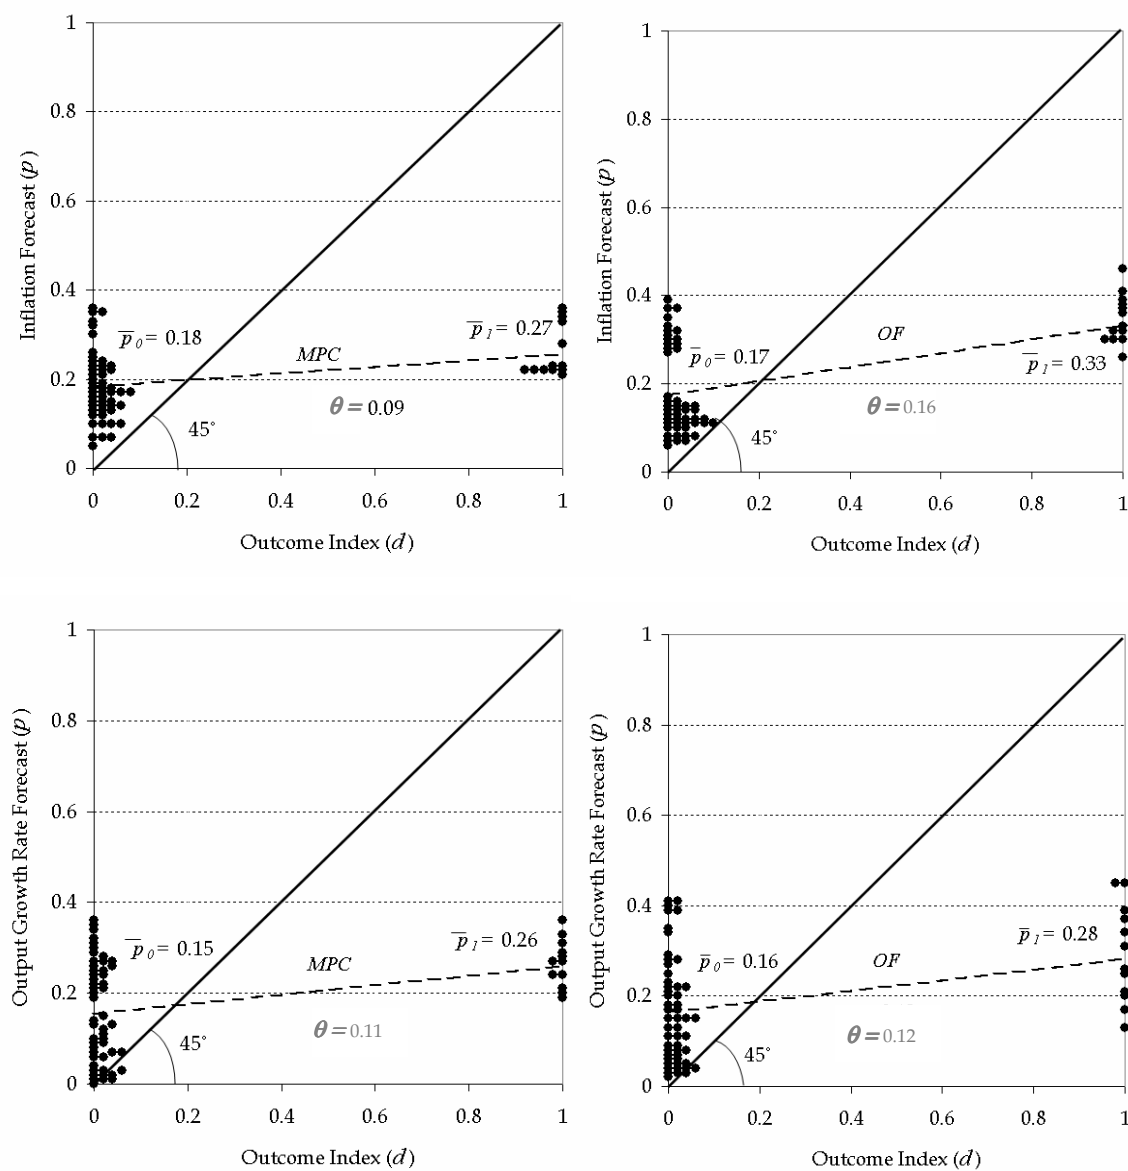 Inflation Forecast (p)
1
0.8
0.6
0.4
0.2
0
p̅0 = 0.18
MPC
p̅1 = 0.27
θ = 0.09
45°
0 0.2 0.4 0.6 0.8 1
Outcome Index (d)
Inflation Forecast (p)
1
0.8
0.6
0.4
0.2
0
p̅0 = 0.17
OF
p̅1 = 0.33
θ = 0.16
45°
0 0.2 0.4 0.6 0.8 1
Outcome Index (d)
Output Growth Rate Forecast (p)
1
0.8
0.6
0.4
0.2
0
p̅0 = 0.15
MPC
p̅1 = 0.26
θ = 0.11
45°
0 0.2 0.4 0.6 0.8 1
Outcome Index (d)
Output Growth Rate Forecast (p)
1
0.8
0.6
0.4
0.2
0
p̅0 = 0.16
OF
p̅1 = 0.28
θ = 0.12
45°
0 0.2 0.4 0.6 0.8 1
Outcome Index (d)